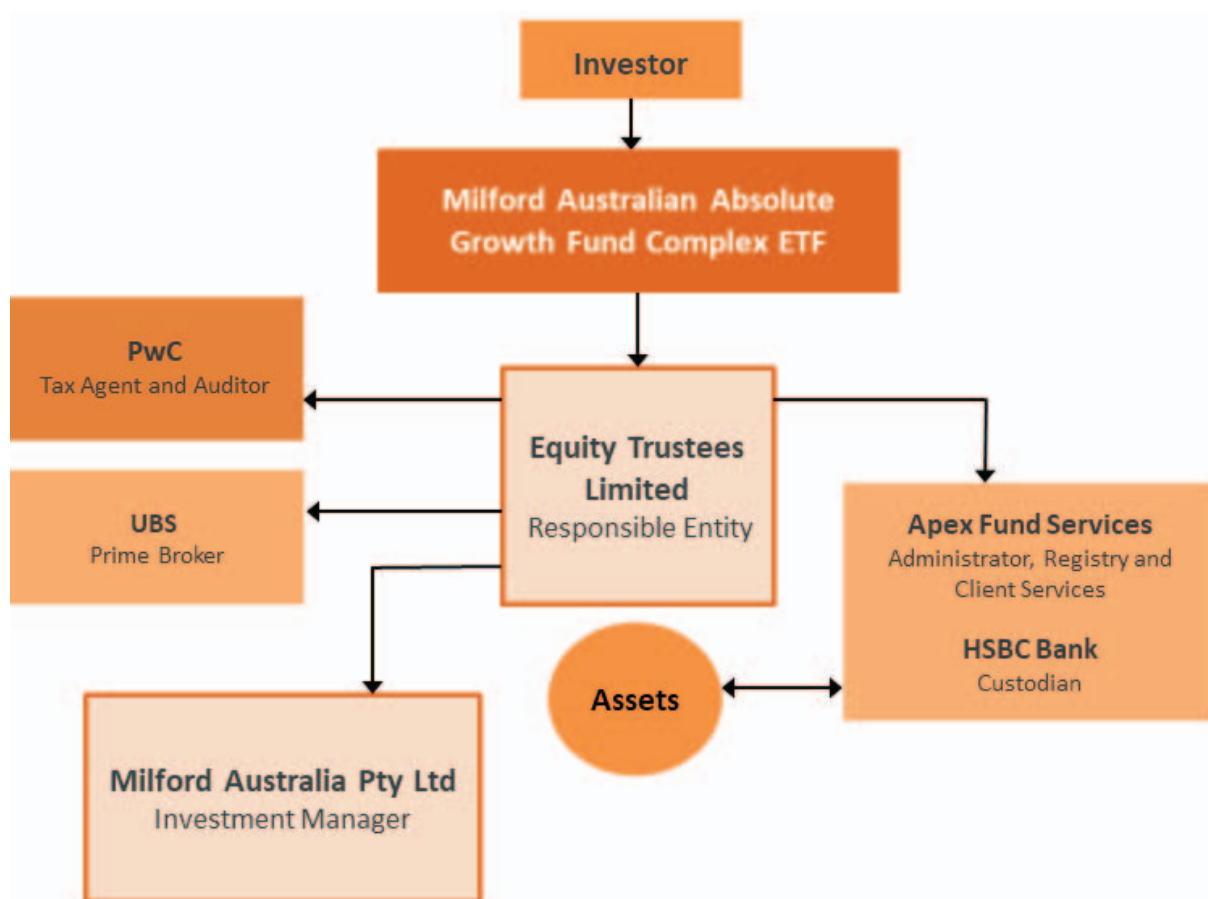 Investor
Milford Australian Absolute
Growth Fund Complex ETF
PwC
Tax Agent and Auditor
UBS
Prime Broker
Equity Trustees
Limited
Responsible Entity
Apex Fund Services
Administrator, Registry and
Client Services
HSBC Bank
Custodian
Assets
Milford Australia Pty Ltd
Investment Manager